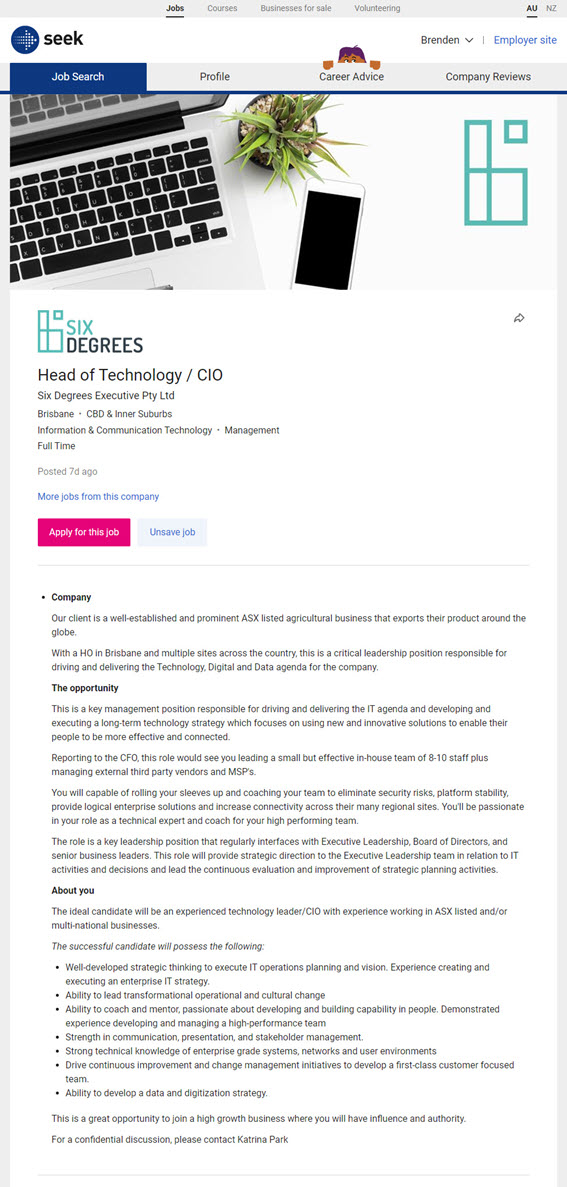 Jobs Courses Businesses for sale Volunteering AU NZ
seek Brenden | Employer site
Job Search Profile Career Advice Company Reviews
SIX
DEGREES
Head of Technology / CIO
Six Degrees Executive Pty Ltd
Brisbane · CBD & Inner Suburbs
Information & Communication Technology · Management
Full Time
Posted 7d ago
More jobs from this company
Apply for this job Unsave job
• Company
Our client is a well-established and prominent ASX listed agricultural business that exports their product around the
globe.
With a HO in Brisbane and multiple sites across the country, this is a critical leadership position responsible for
driving and delivering the Technology, Digital and Data agenda for the company.
The opportunity
This is a key management position responsible for driving and delivering the IT agenda and developing and
executing a long-term technology strategy which focuses on using new and innovative solutions to enable their
people to be more effective and connected.
Reporting to the CFO, this role would see you leading a small but effective in-house team of 8-10 staff plus
managing external third party vendors and MSP's.
You will capable of rolling your sleeves up and coaching your team to eliminate security risks, platform stability,
provide logical enterprise solutions and increase connectivity across their many regional sites. You'll be passionate
in your role as a technical expert and coach for your high performing team.
The role is a key leadership position that regularly interfaces with Executive Leadership, Board of Directors, and
senior business leaders. This role will provide strategic direction to the Executive Leadership team in relation to IT
activities and decisions and lead the continuous evaluation and improvement of strategic planning activities.
About you
The ideal candidate will be an experienced technology leader/CIO with experience working in ASX listed and/or
multi-national businesses.
The successful candidate will possess the following:
• Well-developed strategic thinking to execute IT operations planning and vision. Experience creating and
executing an enterprise IT strategy.
• Ability to lead transformational operational and cultural change
• Ability to coach and mentor, passionate about developing and building capability in people. Demonstrated
experience developing and managing a high-performance team
• Strength in communication, presentation, and stakeholder management.
• Strong technical knowledge of enterprise grade systems, networks and user environments
• Drive continuous improvement and change management initiatives to develop a first-class customer focused
team.
• Ability to develop a data and digitization strategy.
This is a great opportunity to join a high growth business where you will have influence and authority.
For a confidential discussion, please contact Katrina Park